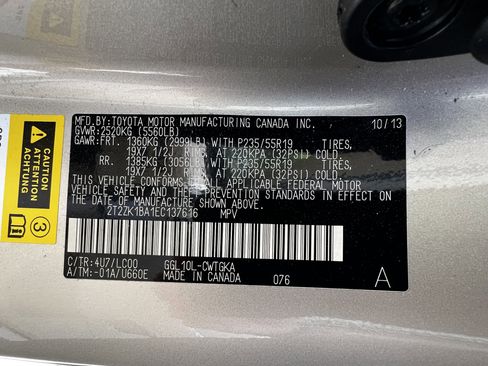 MFD.BY:TOYOTA MOTOR MANUFACTURING CANADA INC. 10/13
GVWR:2520KG (5560LB)
GAWR:FRT. 1360KG (2999LB)WITH P235/55R19 TIRES,
19X7 1/2J RIMS, AT 220KPA (32PSI) COLD.
RR. 1385KG (3056LB)WITH P235/55R19 TIRES,
19X7 1/2J RIMS, AT 220KPA (32PSI) COLD.
THIS VEHICLE CONFORMS TO ALL APPLICABLE FEDERAL MOTOR
VEHICLE SAFETY AND THEFT PREVENTION STANDARDS IN EFFECT
ON THE DATE OF MANUFACTURE SHOWN ABOVE.
2T2ZK1BA1EC137616 MPV
C/TR:4U7/LC00 GGL10L-CWTGKA
A/TM:-01A/U660E MADE IN CANADA 076 A
3